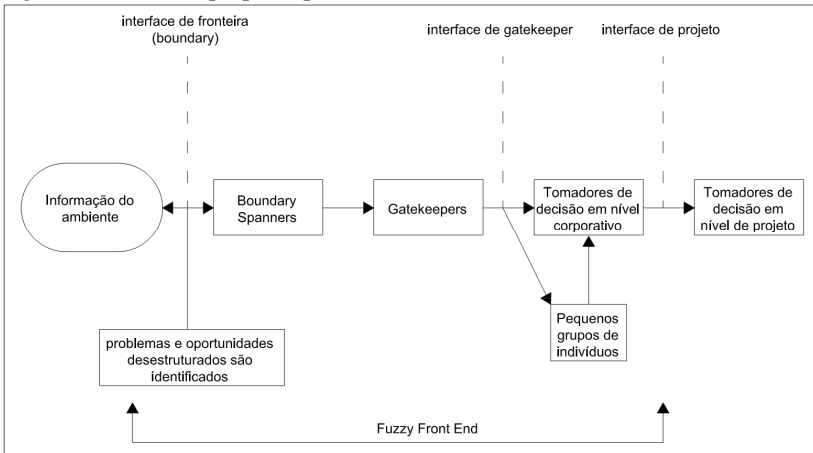 interface de fronteira
(boundary)
interface de gatekeeper
interface de projeto
Informação do
ambiente
Boundary
Spanners
Gatekeepers
Tomadores de
decisão em nível
corporativo
Tomadores de
decisão em
nível de projeto
problemas e oportunidades
desestruturados são
identificados
Pequenos
grupos de
indivíduos
Fuzzy Front End